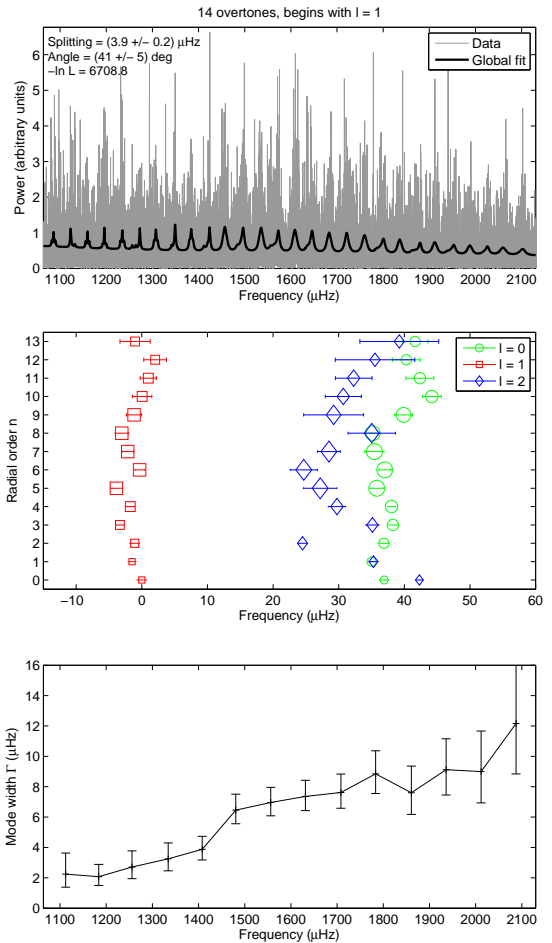 14 overtones, begins with l = 1
Splitting = (3.9 +/− 0.2) μHz
Angle = (41 +/− 5) deg
−ln L = 6708.8
Data
Global fit
Power (arbitrary units)
6
5
4
3
2
1
0
1100 1200 1300 1400 1500 1600 1700 1800 1900 2000 2100
Frequency (μHz)
l = 0
l = 1
l = 2
Radial order n
13
12
11
10
9
8
7
6
5
4
3
2
1
0
−10 0 10 20 30 40 50 60
Frequency (μHz)
Mode width Γ (μHz)
16
14
12
10
8
6
4
2
0
1100 1200 1300 1400 1500 1600 1700 1800 1900 2000 2100
Frequency (μHz)